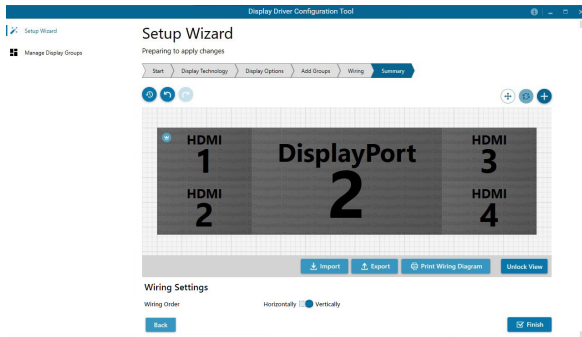 Display Driver Configuration Tool
Setup Wizard
Manage Display Groups
Setup Wizard
Preparing to apply changes
Start
Display Technology
Display Options
Add Groups
Wiring
Summary
HDMI
1
HDMI
2
DisplayPort
2
HDMI
3
HDMI
4
Import
Export
Print Wiring Diagram
Unlock View
Wiring Settings
Wiring Order
Horizontally
Vertically
Back
Finish